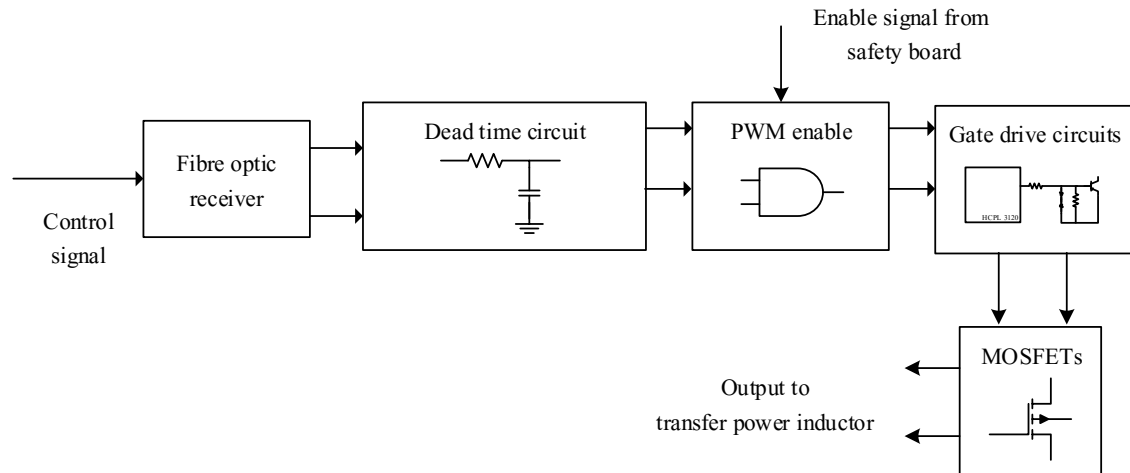 Enable signal from
safety board
Control
signal
Fibre optic
receiver
Dead time circuit
PWM enable
Gate drive circuits
HCPL 3120
MOSFETs
Output to
transfer power inductor